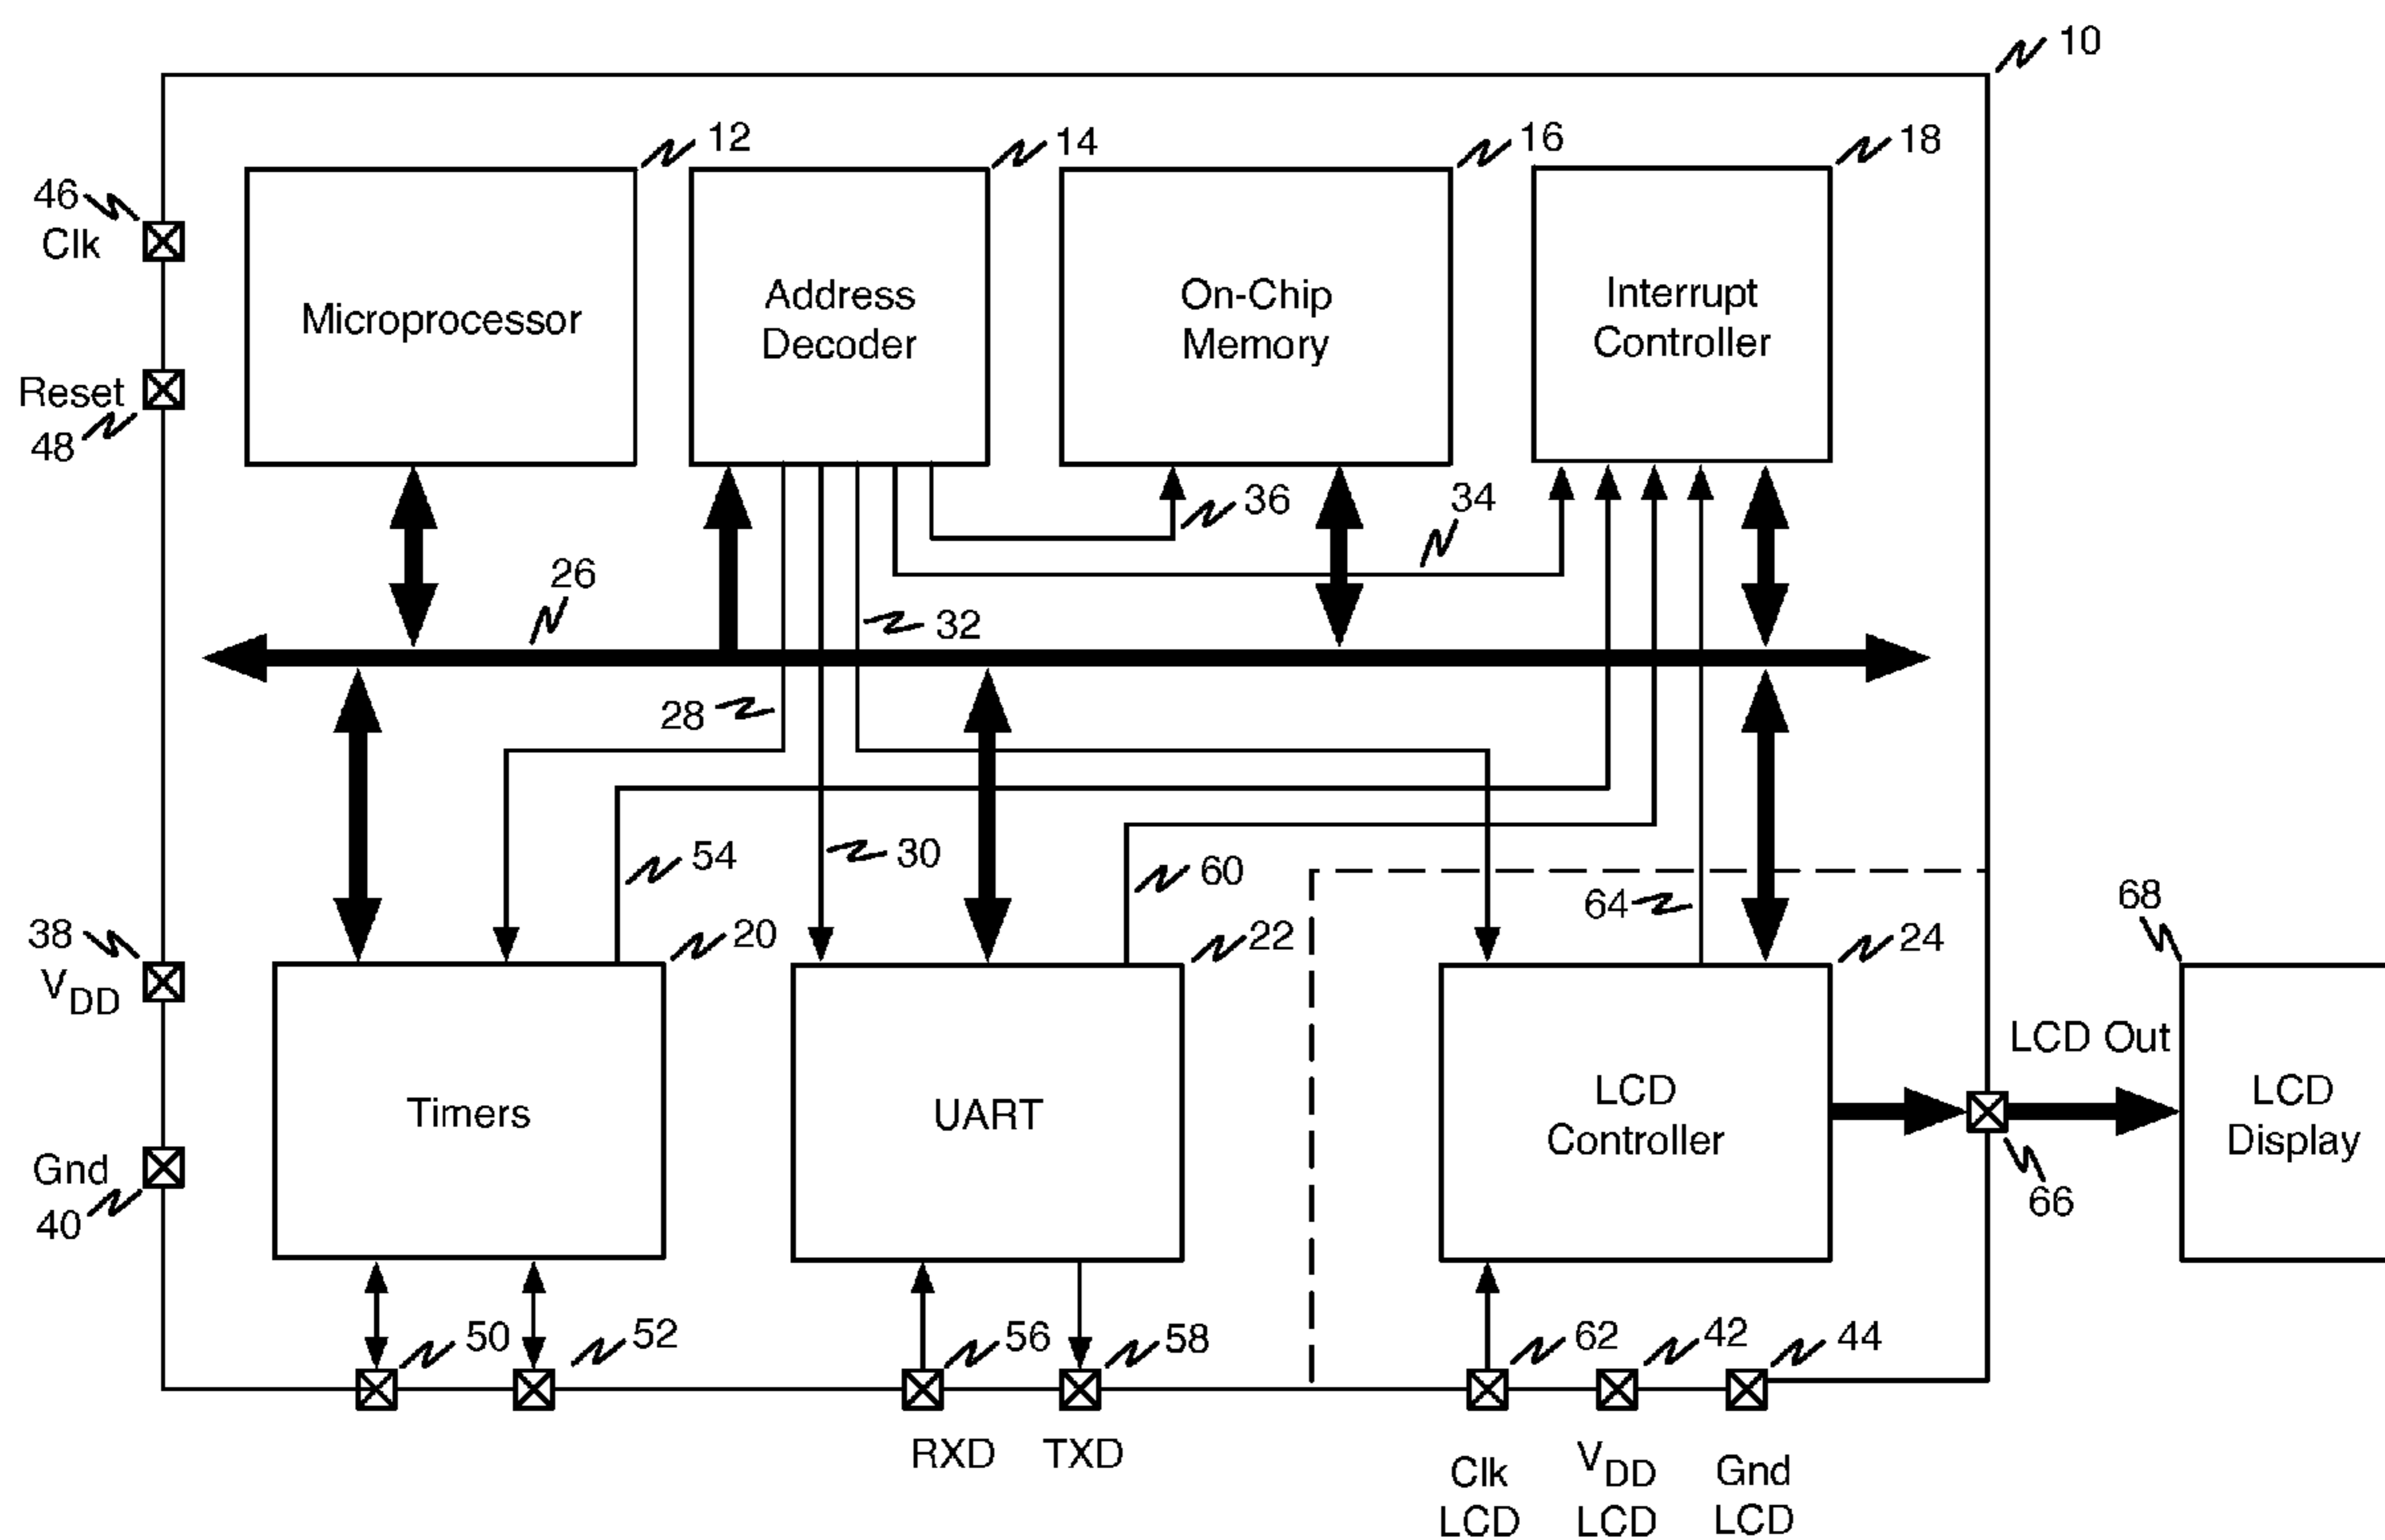 10
12
14
16
18
46
Clk
Reset
48
Microprocessor
Address
Decoder
On-Chip
Memory
Interrupt
Controller
36
34
26
32
28
54
30
60
64
68
38
V DD
20
22
24
Gnd
40
Timers
UART
LCD
Controller
LCD Out
66
LCD
Display
50
52
56
58
62
42
44
RXD
TXD
Clk
LCD
V DD
LCD
Gnd
LCD